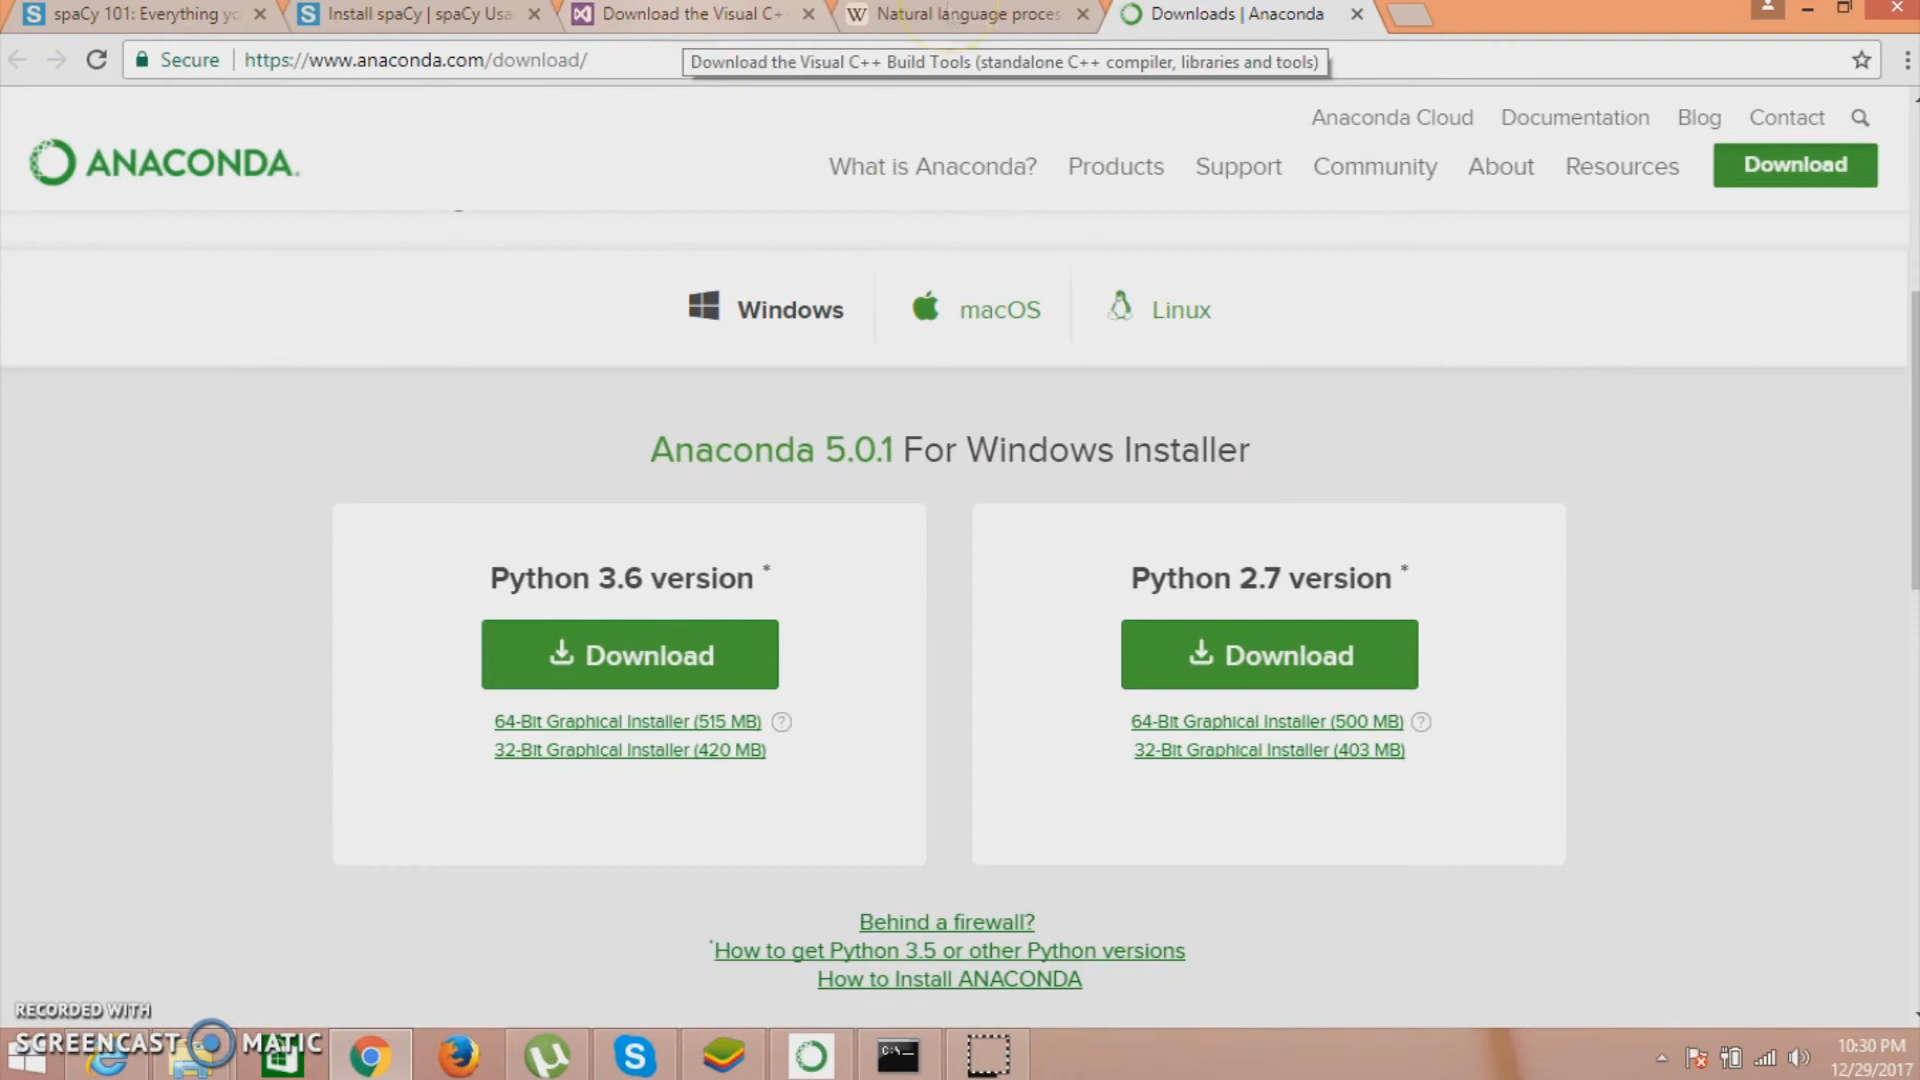 spaCy 101: Everything yo
Install spaCy | spaCy Usa
Download the Visual C+
Natural language proces
Downloads | Anaconda
Secure
https://www.anaconda.com/download/
Download the Visual C++ Build Tools (standalone C++ compiler, libraries and tools)
Anaconda Cloud Documentation Blog Contact
ANACONDA.
What is Anaconda? Products Support Community About Resources Download
Windows macOS Linux
Anaconda 5.0.1 For Windows Installer
Python 3.6 version *
Download
64-Bit Graphical Installer (515 MB) ?
32-Bit Graphical Installer (420 MB)
Python 2.7 version *
Download
64-Bit Graphical Installer (500 MB) ?
32-Bit Graphical Installer (403 MB)
Behind a firewall?
*How to get Python 3.5 or other Python versions
How to Install ANACONDA
RECORDED WITH
SCREENCAST MATIC
10:30 PM
12/29/2017